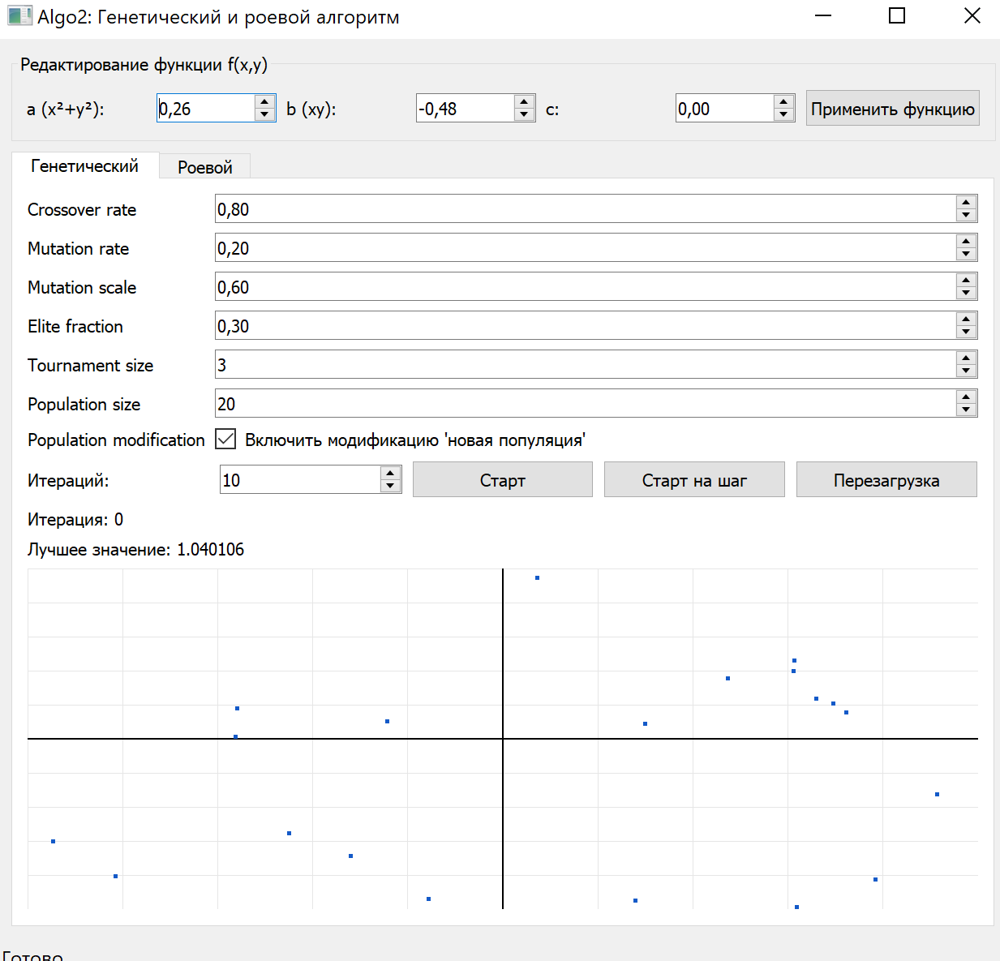 Algo2: Генетический и роевой алгоритм
Редактирование функции f(x,y)
a (x²+y²): 0,26 b (xy): -0,48 c: 0,00 Применить функцию
Генетический Роевой
Crossover rate 0,80
Mutation rate 0,20
Mutation scale 0,60
Elite fraction 0,30
Tournament size 3
Population size 20
Population modification Включить модификацию 'новая популяция'
Итераций: 10 Старт Старт на шаг Перезагрузка
Итерация: 0
Лучшее значение: 1.040106
Готово